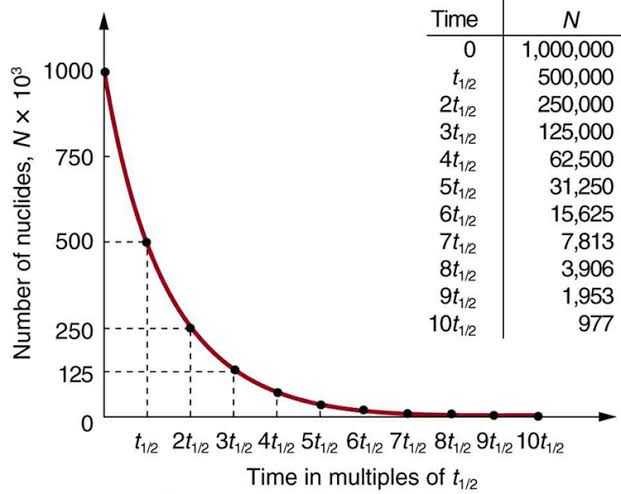 Time N
0 1,000,000
t1/2 500,000
2t1/2 250,000
3t1/2 125,000
4t1/2 62,500
5t1/2 31,250
6t1/2 15,625
7t1/2 7,813
8t1/2 3,906
9t1/2 1,953
10t1/2 977
Number of nuclides, N × 10³
1000
750
500
250
125
0
t1/2 2t1/2 3t1/2 4t1/2 5t1/2 6t1/2 7t1/2 8t1/2 9t1/2 10t1/2
Time in multiples of t1/2